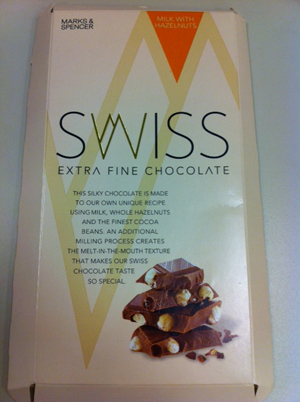 MARKS &
SPENCER
MILK WITH
HAZELNUTS
SWISS
EXTRA FINE CHOCOLATE
THIS SILKY CHOCOLATE IS MADE
TO OUR OWN UNIQUE RECIPE
USING MILK, WHOLE HAZELNUTS
AND THE FINEST COCOA
BEANS. AN ADDITIONAL
MILLING PROCESS CREATES
THE MELT-IN-THE-MOUTH TEXTURE
THAT MAKES OUR SWISS
CHOCOLATE TASTE
SO SPECIAL.